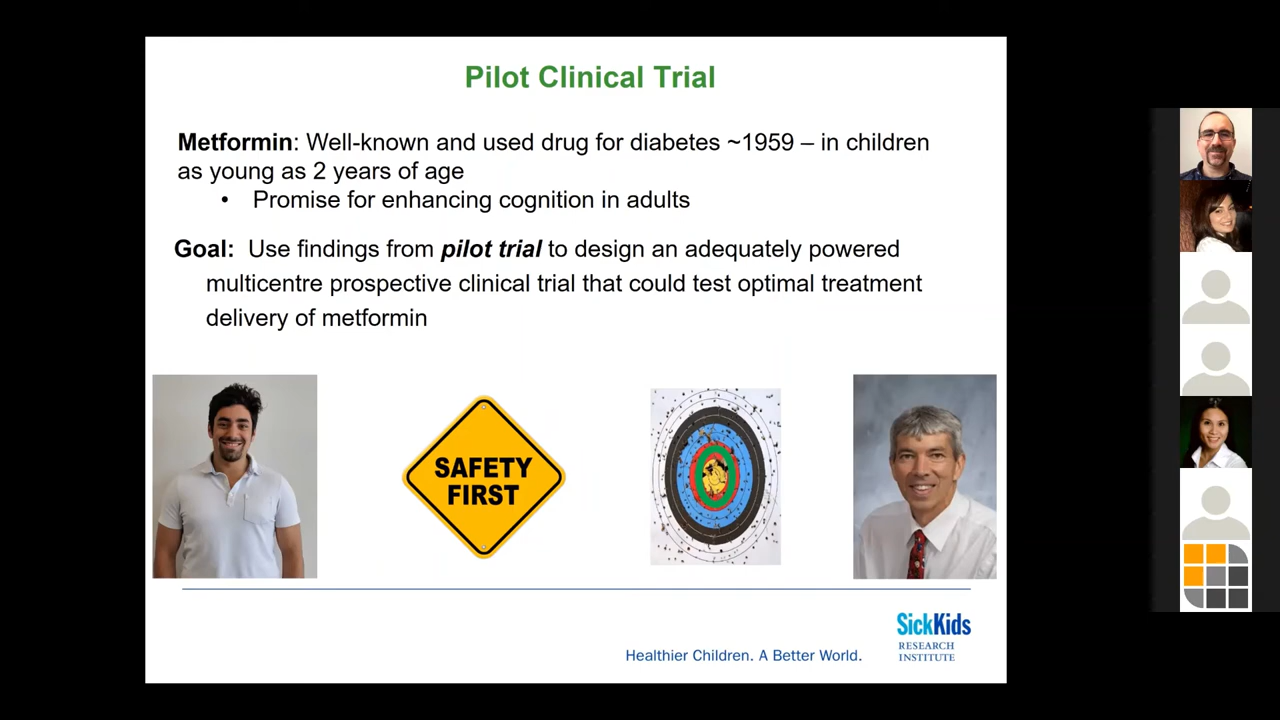 Pilot Clinical Trial
Metformin: Well-known and used drug for diabetes ~1959 – in children
as young as 2 years of age
• Promise for enhancing cognition in adults
Goal: Use findings from pilot trial to design an adequately powered
multicentre prospective clinical trial that could test optimal treatment
delivery of metformin
SAFETY
FIRST
SickKids
RESEARCH
INSTITUTE
Healthier Children. A Better World.